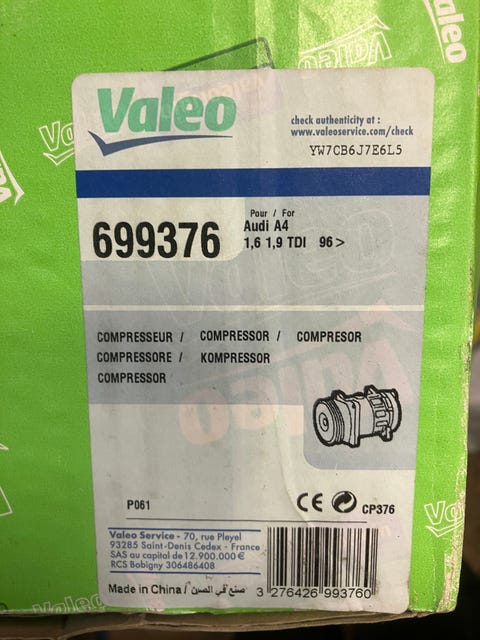 Valeo
check authenticity at :
www.valeoservice.com/check
YW7CB6J7E6L5
699376
Pour / For
Audi A4
1,6 1,9 TDI 96 >
COMPRESSEUR / COMPRESSOR / COMPRESOR
COMPRESSORE / KOMPRESSOR
COMPRESSOR
P061
CE
CP376
Valeo Service - 70, rue Pleyel
93285 Saint-Denis Cedex - France
SAS au capital de 12.900.000 €
RCS Bobigny 306486408
Made in China / صنع في الصين
3 276426 993760